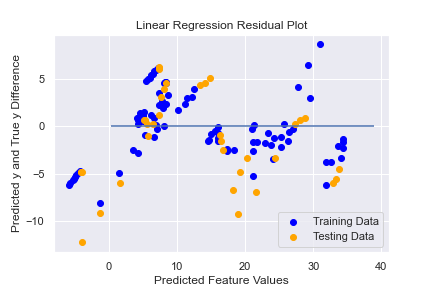 Linear Regression Residual Plot
Predicted y and True y Difference
5
0
−5
−10
0
10
20
30
40
Predicted Feature Values
Training Data
Testing Data